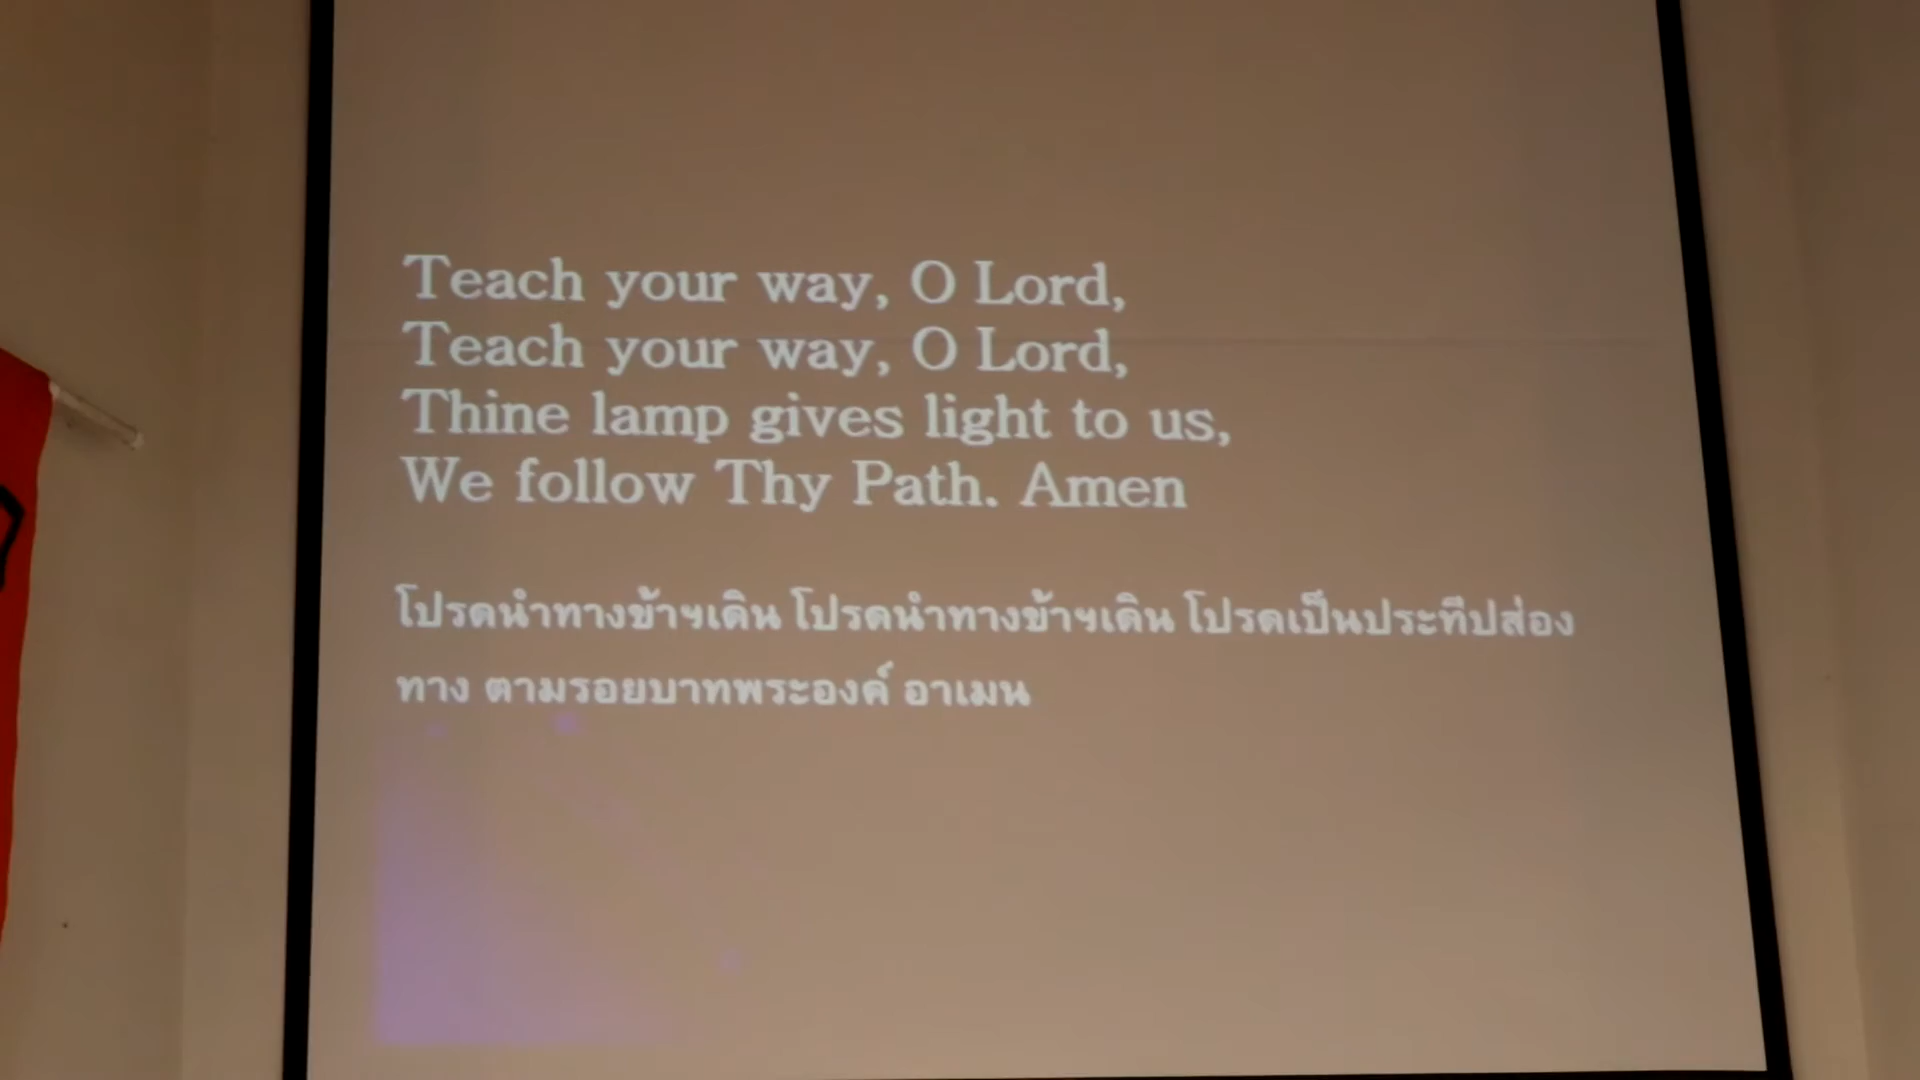 Teach your way, O Lord,
Teach your way, O Lord,
Thine lamp gives light to us,
We follow Thy Path. Amen
โปรดนำทางข้าฯเดิน โปรดนำทางข้าฯเดิน โปรดเป็นประทีปส่อง
ทาง ตามรอยบาทพระองค์ อาเมน